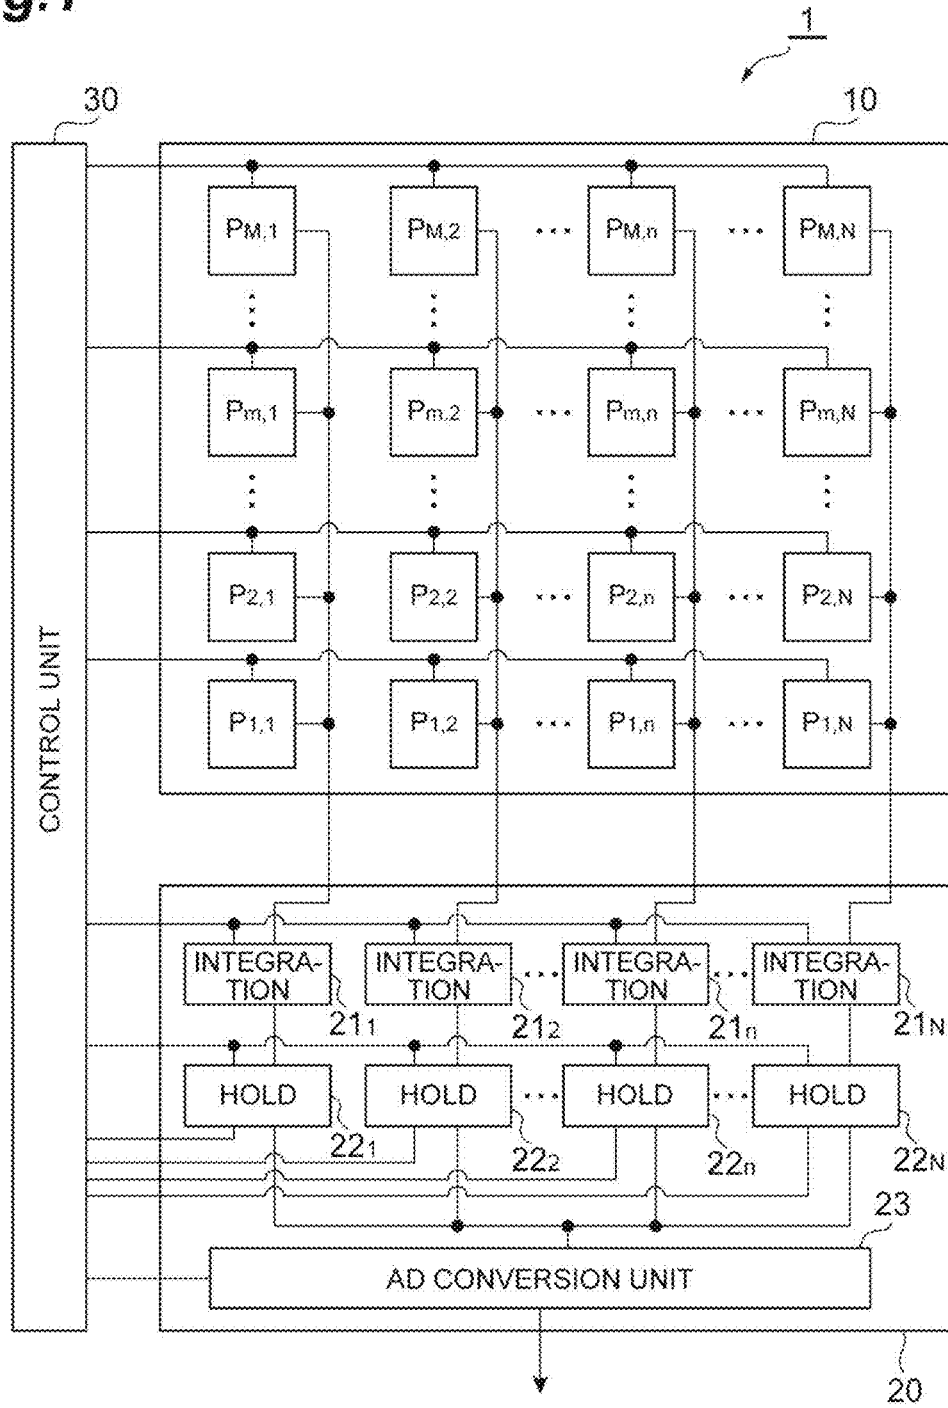 1
30
10
PM,1 PM,2 ... PM,n ... PM,N
Pm,1 Pm,2 ... Pm,n ... Pm,N
P2,1 P2,2 ... P2,n ... P2,N
P1,1 P1,2 ... P1,n ... P1,N
CONTROL UNIT
INTEGRA-
TION
INTEGRA-
TION
INTEGRA-
TION
INTEGRA-
TION
211 212 21n 21N
HOLD HOLD ... HOLD ... HOLD
221 222 22n 22N
23
AD CONVERSION UNIT
20